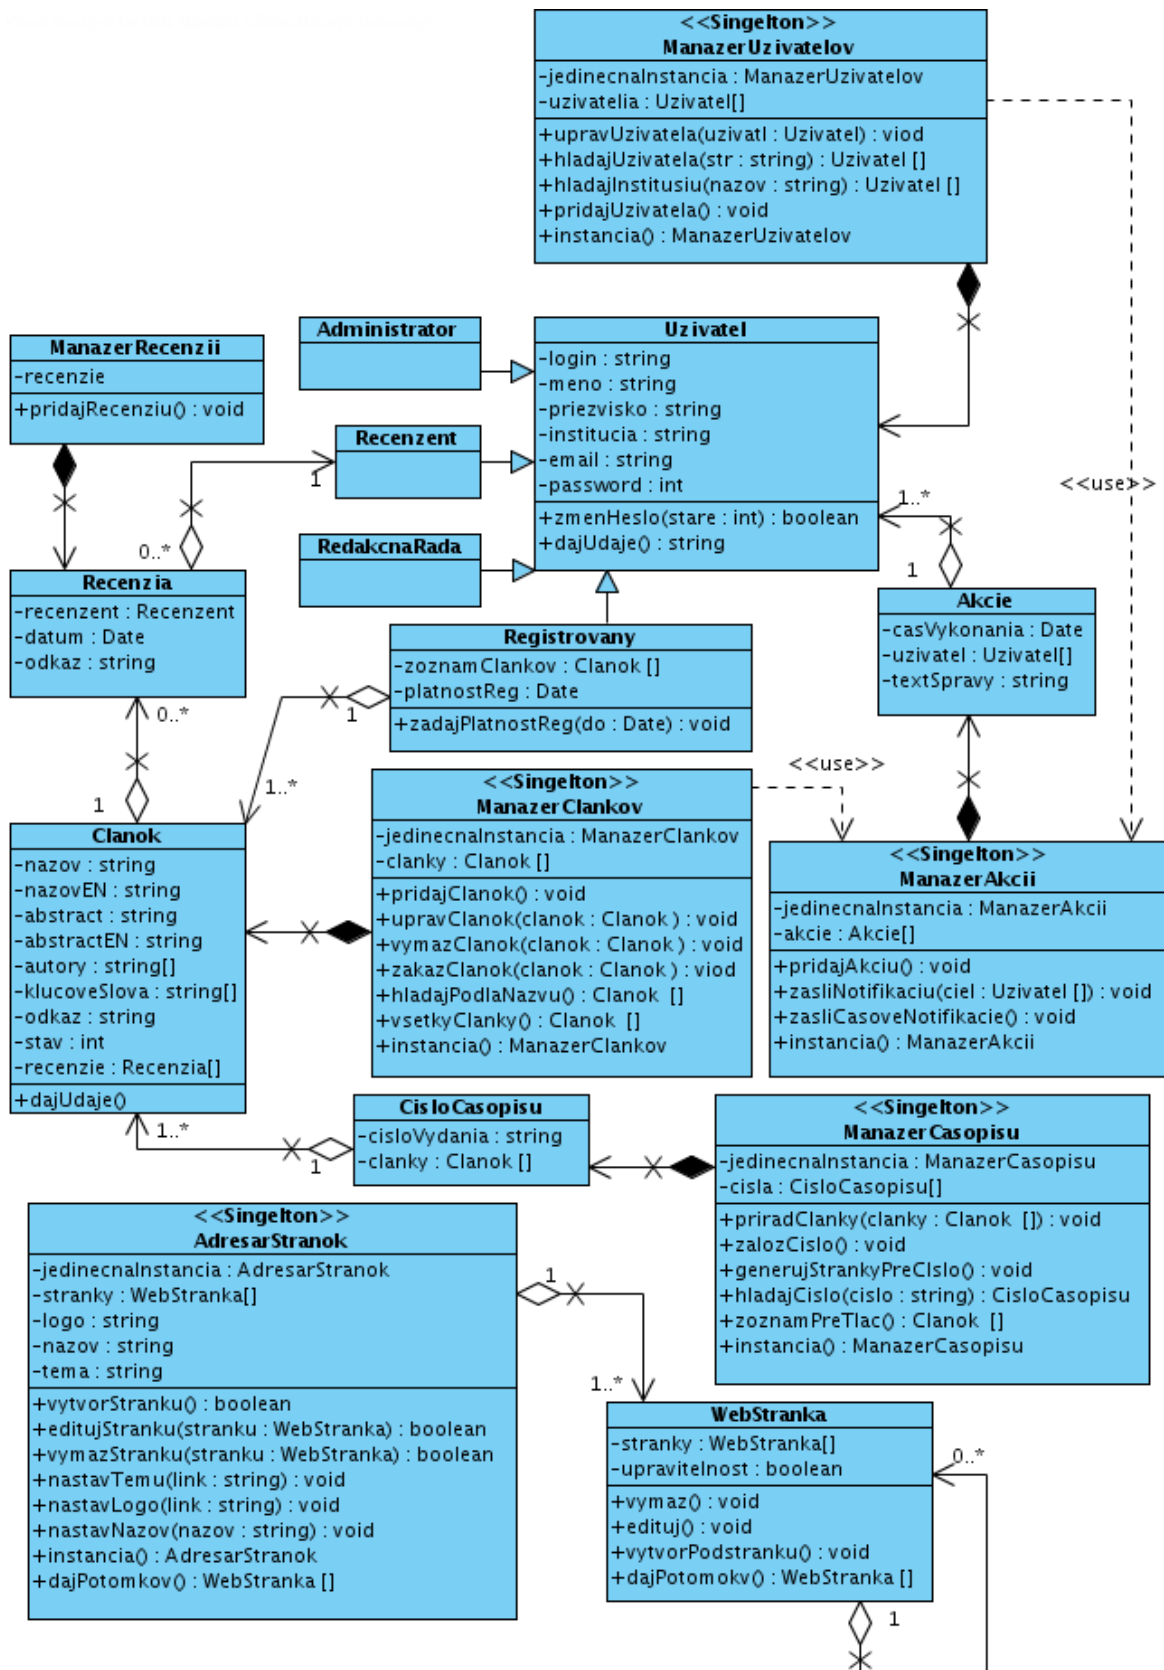 <<Singelton>>
ManazerUzivatelov
-jedinecnaInstancia : ManazerUzivatelov
-uzivatelia : Uzivatel[]
+upravUzivatela(uzivatl : Uzivatel) : viod
+hladajUzivatela(str : string) : Uzivatel []
+hladajInstitusiu(nazov : string) : Uzivatel []
+pridajUzivatela() : void
+instancia() : ManazerUzivatelov
<<use>>
ManazerRecenzii
-recenzie
+pridajRecenziu() : void
Administrator
Recenzent
1
0..*
RedakcnaRada
Uzivatel
-login : string
-meno : string
-priezvisko : string
-institucia : string
-email : string
-password : int
+zmenHeslo(stare : int) : boolean
+dajUdaje() : string
1..*
1
Akcie
-casVykonania : Date
-uzivatel : Uzivatel[]
-textSpravy : string
Recenzia
-recenzent : Recenzent
-datum : Date
-odkaz : string
0..*
1
Registrovany
-zoznamClankov : Clanok []
-platnostReg : Date
+zadajPlatnostReg(do : Date) : void
1
1..*
<<use>>
Clanok
-nazov : string
-nazovEN : string
-abstract : string
-abstractEN : string
-autory : string[]
-klucoveSlova : string[]
-odkaz : string
-stav : int
-recenzie : Recenzia[]
+dajUdaje()
<<Singelton>>
ManazerClankov
-jedinecnaInstancia : ManazerClankov
-clanky : Clanok []
+pridajClanok() : void
+upravClanok(clanok : Clanok ) : void
+vymazClanok(clanok : Clanok ) : void
+zakazClanok(clanok : Clanok ) : viod
+hladajPodlaNazvu() : Clanok []
+vsetkyClanky() : Clanok []
+instancia() : ManazerClankov
<<Singelton>>
ManazerAkcii
-jedinecnaInstancia : ManazerAkcii
-akcie : Akcie[]
+pridajAkciu() : void
+zasliNotifikaciu(ciel : Uzivatel []) : void
+zasliCasoveNotifikacie() : void
+instancia() : ManazerAkcii
1..*
1
CisloCasopisu
-cisloVydania : string
-clanky : Clanok []
<<Singelton>>
ManazerCasopisu
-jedinecnaInstancia : ManazerCasopisu
-cisla : CisloCasopisu[]
+priradClanky(clanky : Clanok []) : void
+zalozCislo() : void
+generujStrankyPreCIslo() : void
+hladajCislo(cislo : string) : CisloCasopisu
+zoznamPreTlac() : Clanok []
+instancia() : ManazerCasopisu
<<Singelton>>
AdresarStranok
-jedinecnaInstancia : AdresarStranok
-stranky : WebStranka[]
-logo : string
-nazov : string
-tema : string
+vytvorStranku() : boolean
+editujStranku(stranku : WebStranka) : boolean
+vymazStranku(stranku : WebStranka) : boolean
+nastavTemu(link : string) : void
+nastavLogo(link : string) : void
+nastavNazov(nazov : string) : void
+instancia() : AdresarStranok
+dajPotomkov() : WebStranka []
1
1..*
WebStranka
-stranky : WebStranka[]
-upravitelnost : boolean
+vymaz() : void
+edituj() : void
+vytvorPodstranku() : void
+dajPotomokv() : WebStranka []
0..*
1